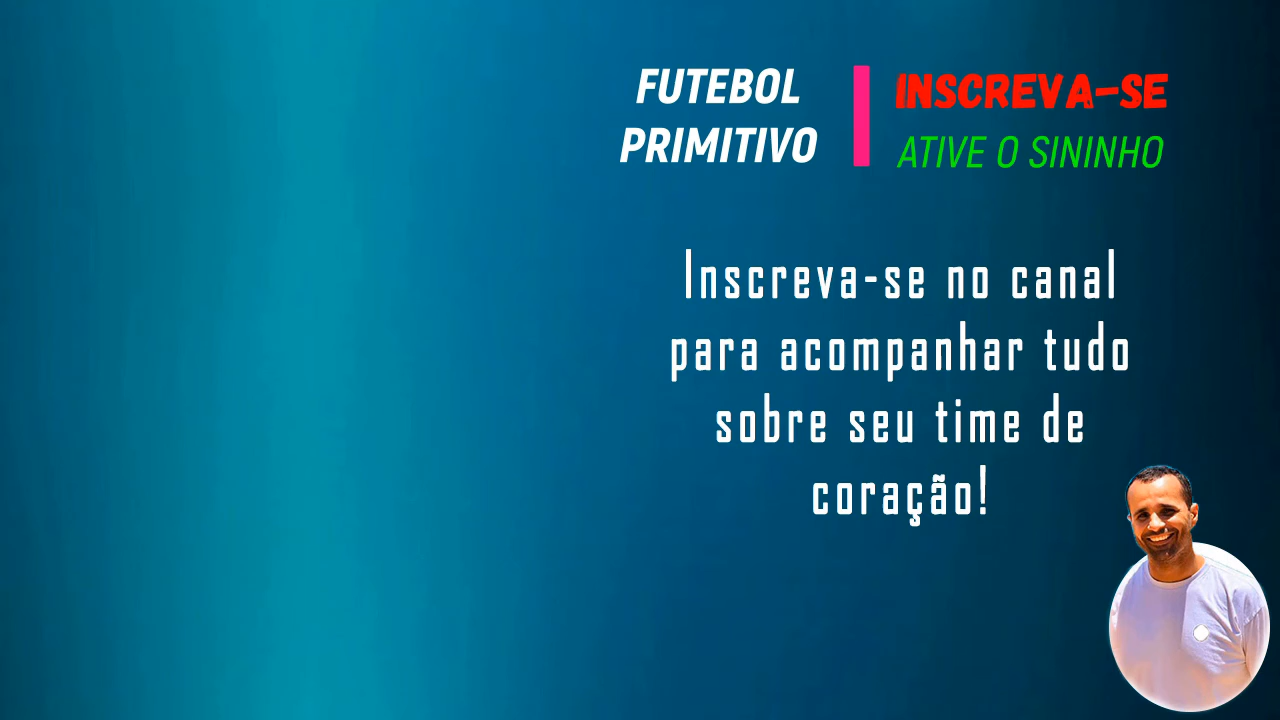 FUTEBOL
PRIMITIVO
INSCREVA-SE
ATIVE O SININHO
Inscreva-se no canal
para acompanhar tudo
sobre seu time de
coração!